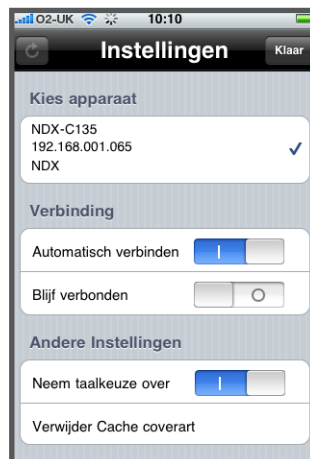 O2-UK 10:10
Instellingen Klaar
Kies apparaat
NDX-C135
192.168.001.065
NDX
Verbinding
Automatisch verbinden
Blijf verbonden
Andere Instellingen
Neem taalkeuze over
Verwijder Cache coverart